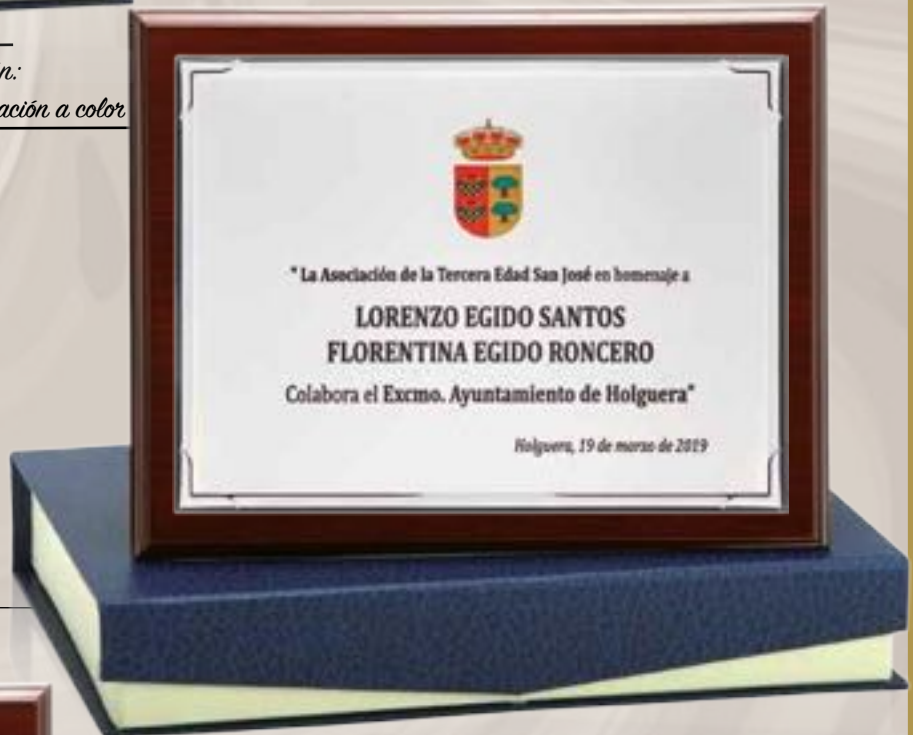 n:
ación a color
"La Asociación de la Tercera Edad San José en homenaje a
LORENZO EGIDO SANTOS
FLORENTINA EGIDO RONCERO
Colabora el Excmo. Ayuntamiento de Holguera"
Holguera, 19 de marzo de 2019